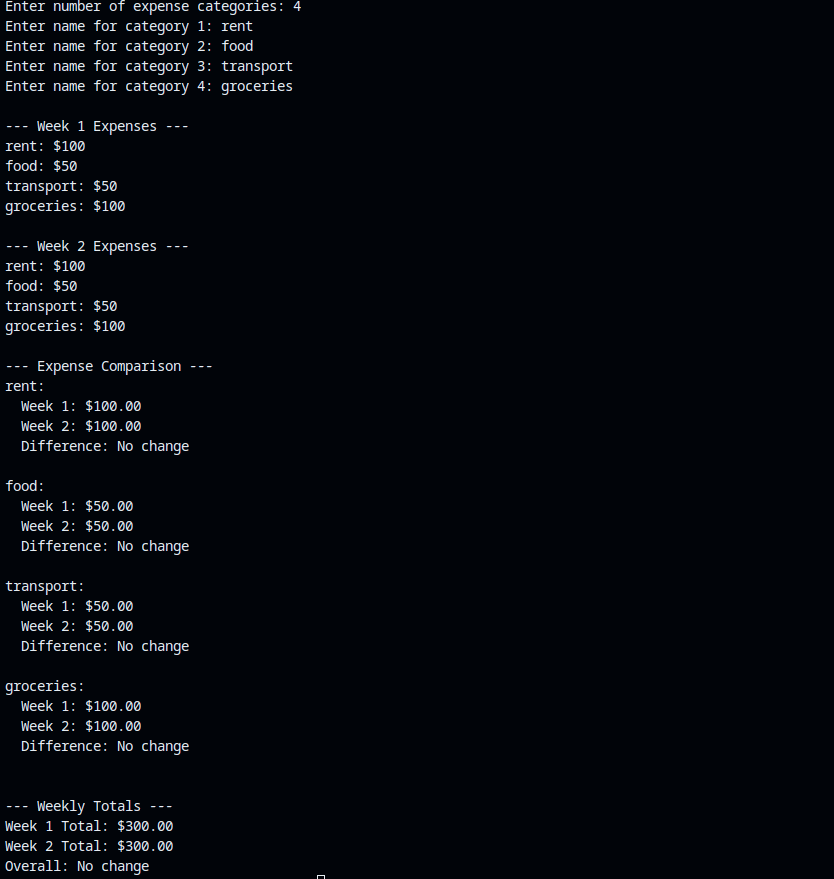 Enter number of expense categories: 4
Enter name for category 1: rent
Enter name for category 2: food
Enter name for category 3: transport
Enter name for category 4: groceries

--- Week 1 Expenses ---
rent: $100
food: $50
transport: $50
groceries: $100

--- Week 2 Expenses ---
rent: $100
food: $50
transport: $50
groceries: $100

--- Expense Comparison ---
rent:
  Week 1: $100.00
  Week 2: $100.00
  Difference: No change

food:
  Week 1: $50.00
  Week 2: $50.00
  Difference: No change

transport:
  Week 1: $50.00
  Week 2: $50.00
  Difference: No change

groceries:
  Week 1: $100.00
  Week 2: $100.00
  Difference: No change


--- Weekly Totals ---
Week 1 Total: $300.00
Week 2 Total: $300.00
Overall: No change